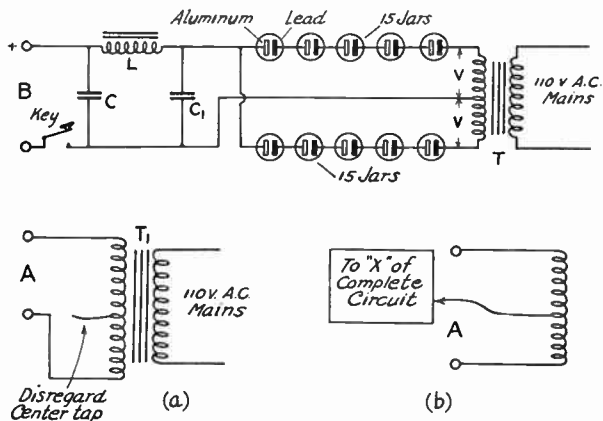 Aluminum
Lead
15 Jars
+
L
B
C
C1
V
V
110 v A.C.
Mains
Key
T
15 Jars
A
T1
110 v. A.C.
Mains
Disregard
Center tap
(a)
To "X" of
Complete
Circuit
A
(b)